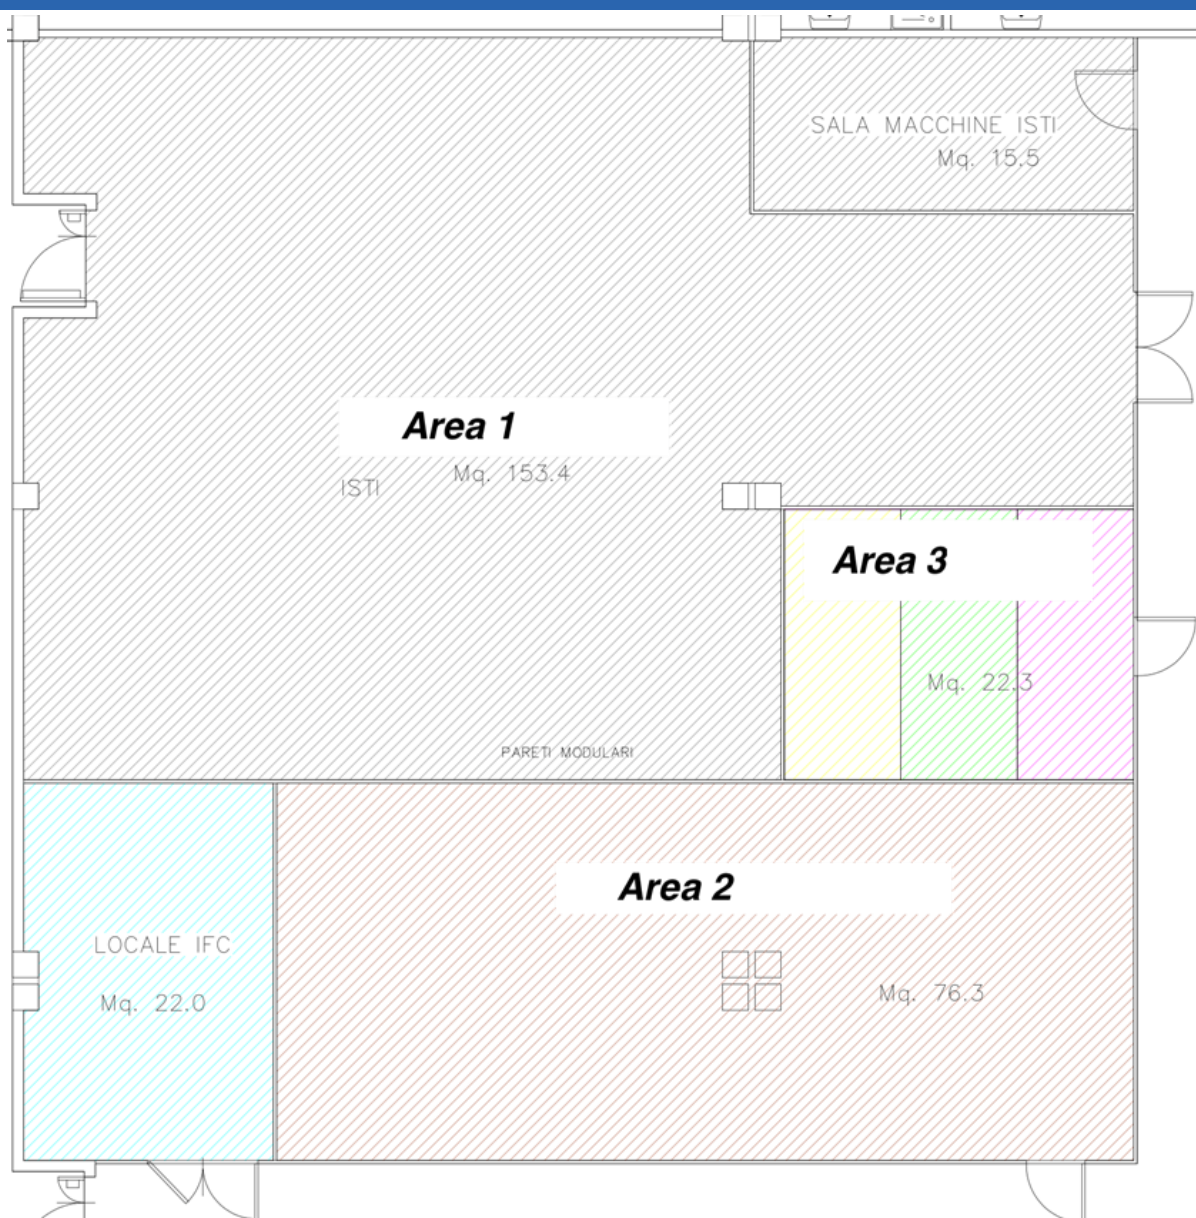 SALA MACCHINE ISTI
Mq. 15.5
Area 1
Mq. 153.4
ISTI
Area 3
Mq. 22.3
PARETI MODULARI
Area 2
LOCALE IFC
Mq. 76.3
Mq. 22.0